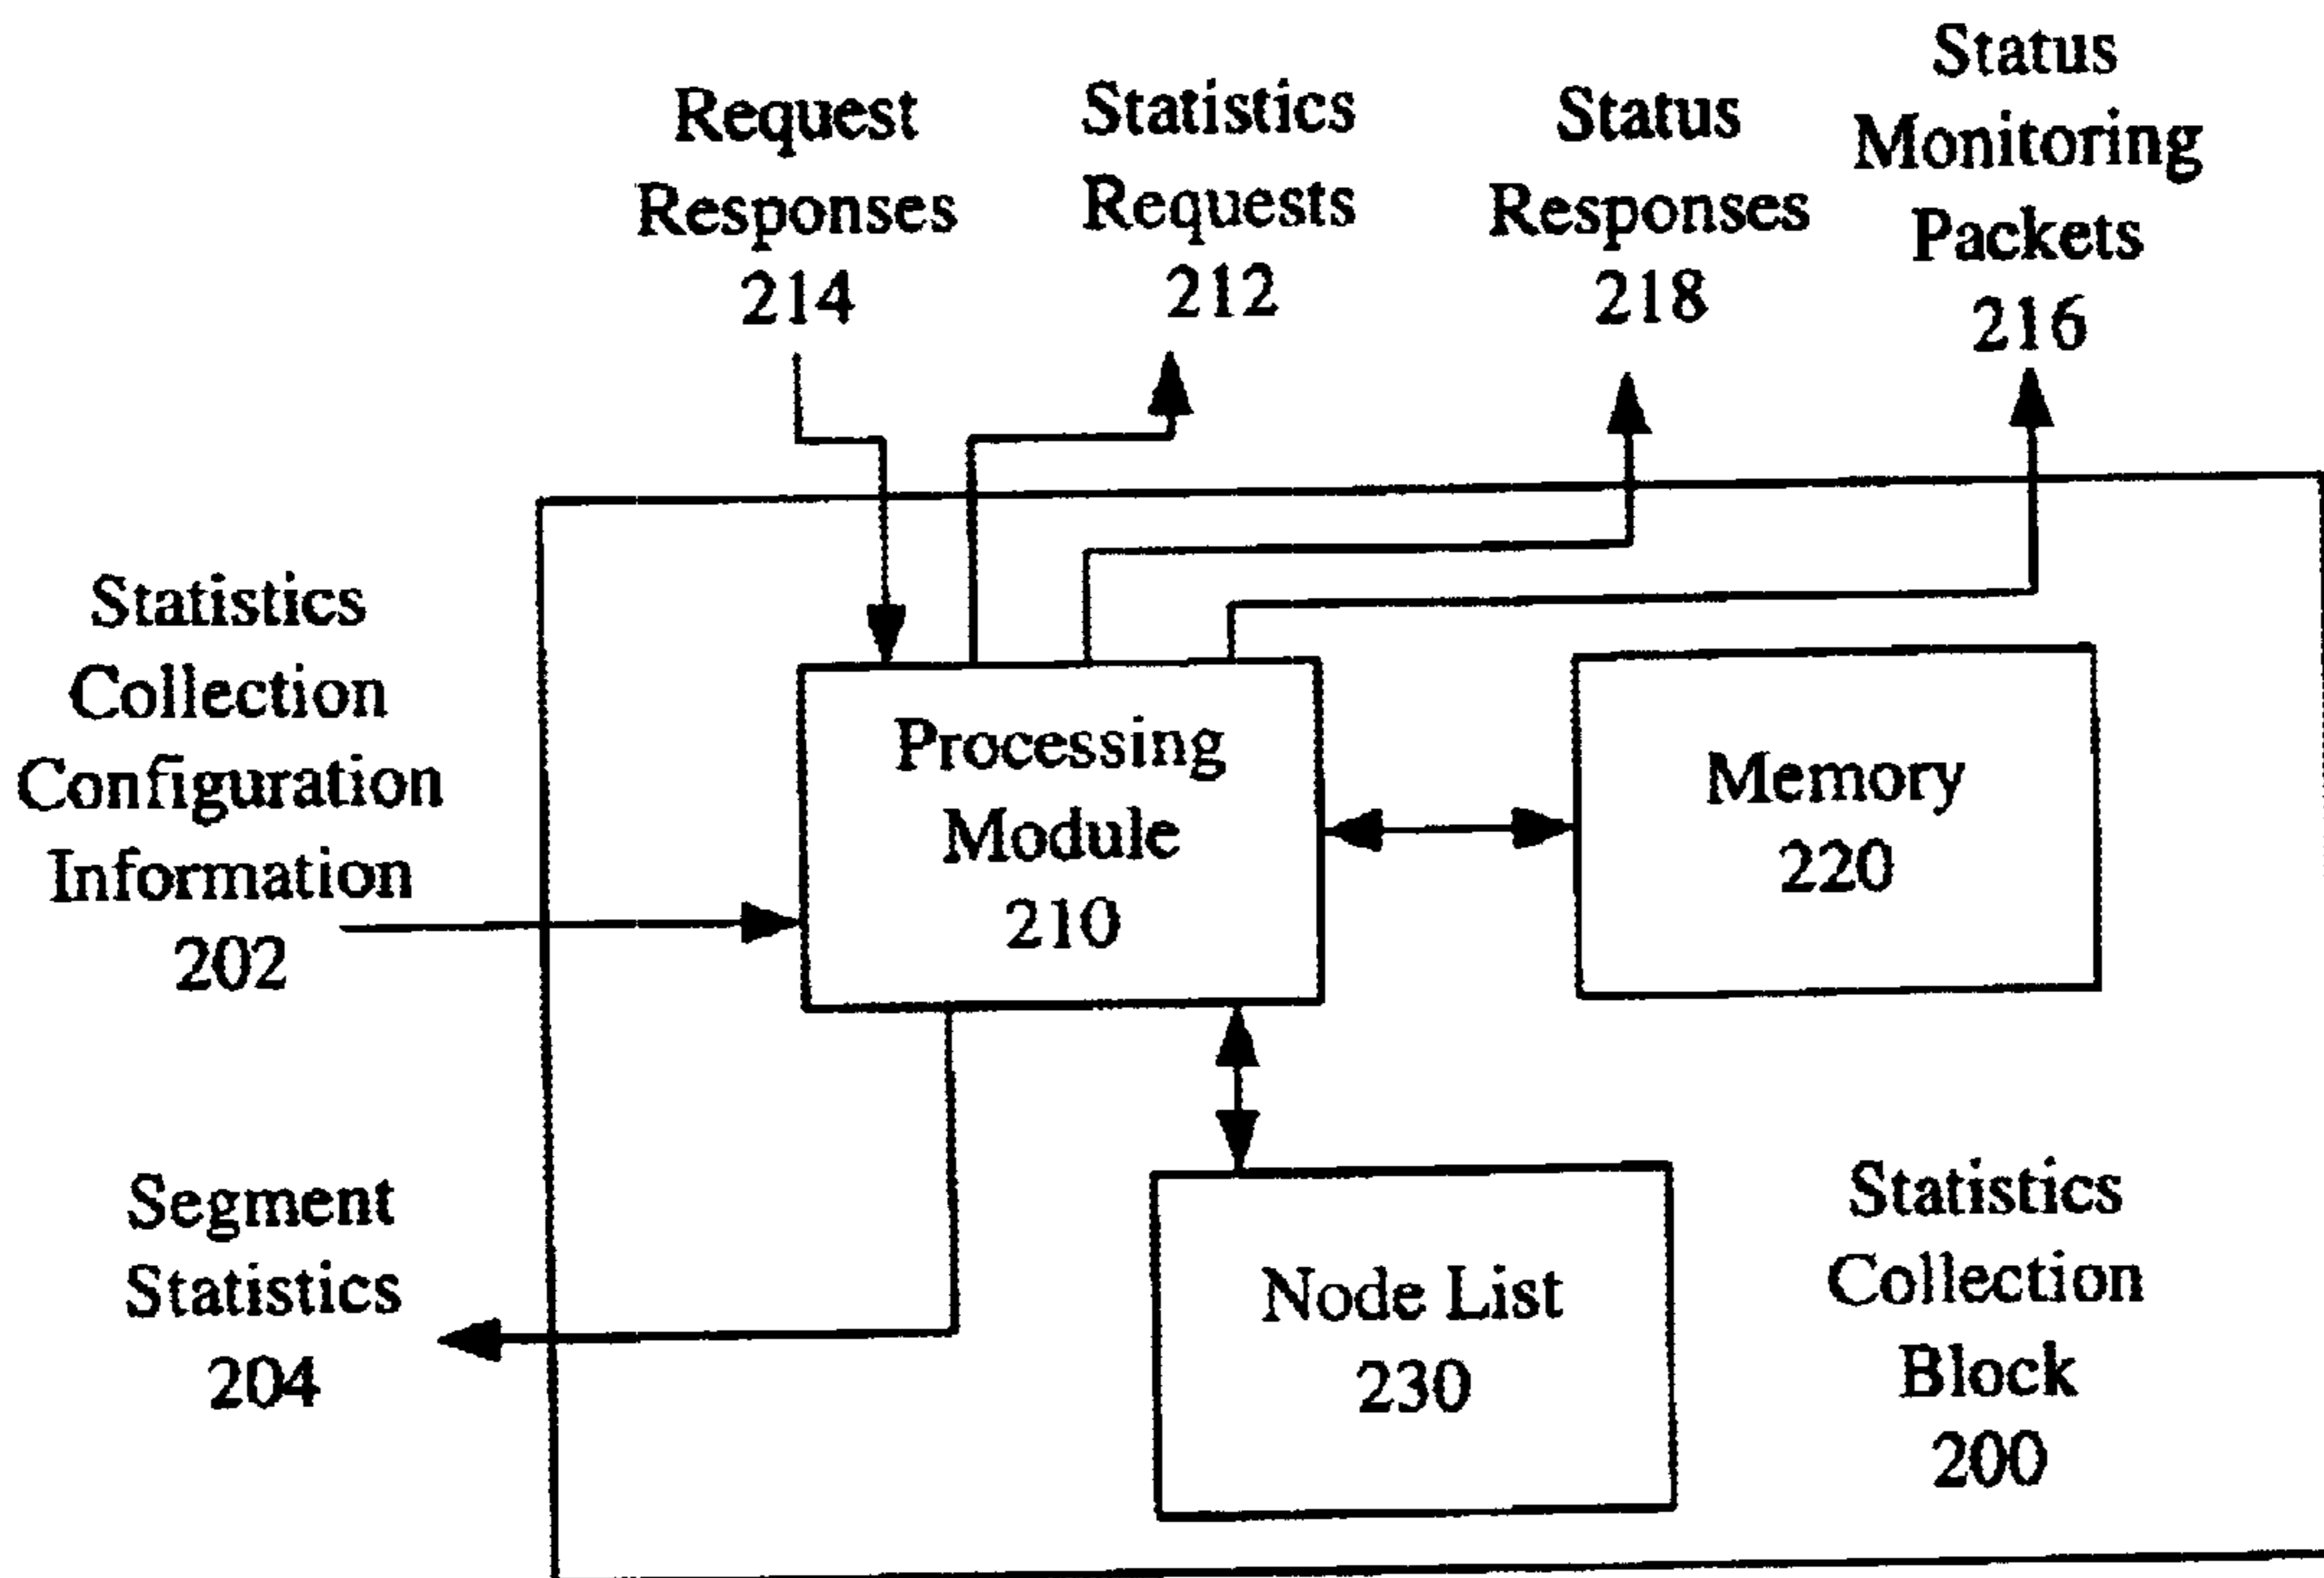 Request
Responses
214
Statistics
Requests
212
Status
Responses
218
Status
Monitoring
Packets
216
Statistics
Collection
Configuration
Information
202
Processing
Module
210
Memory
220
Segment
Statistics
204
Node List
230
Statistics
Collection
Block
200